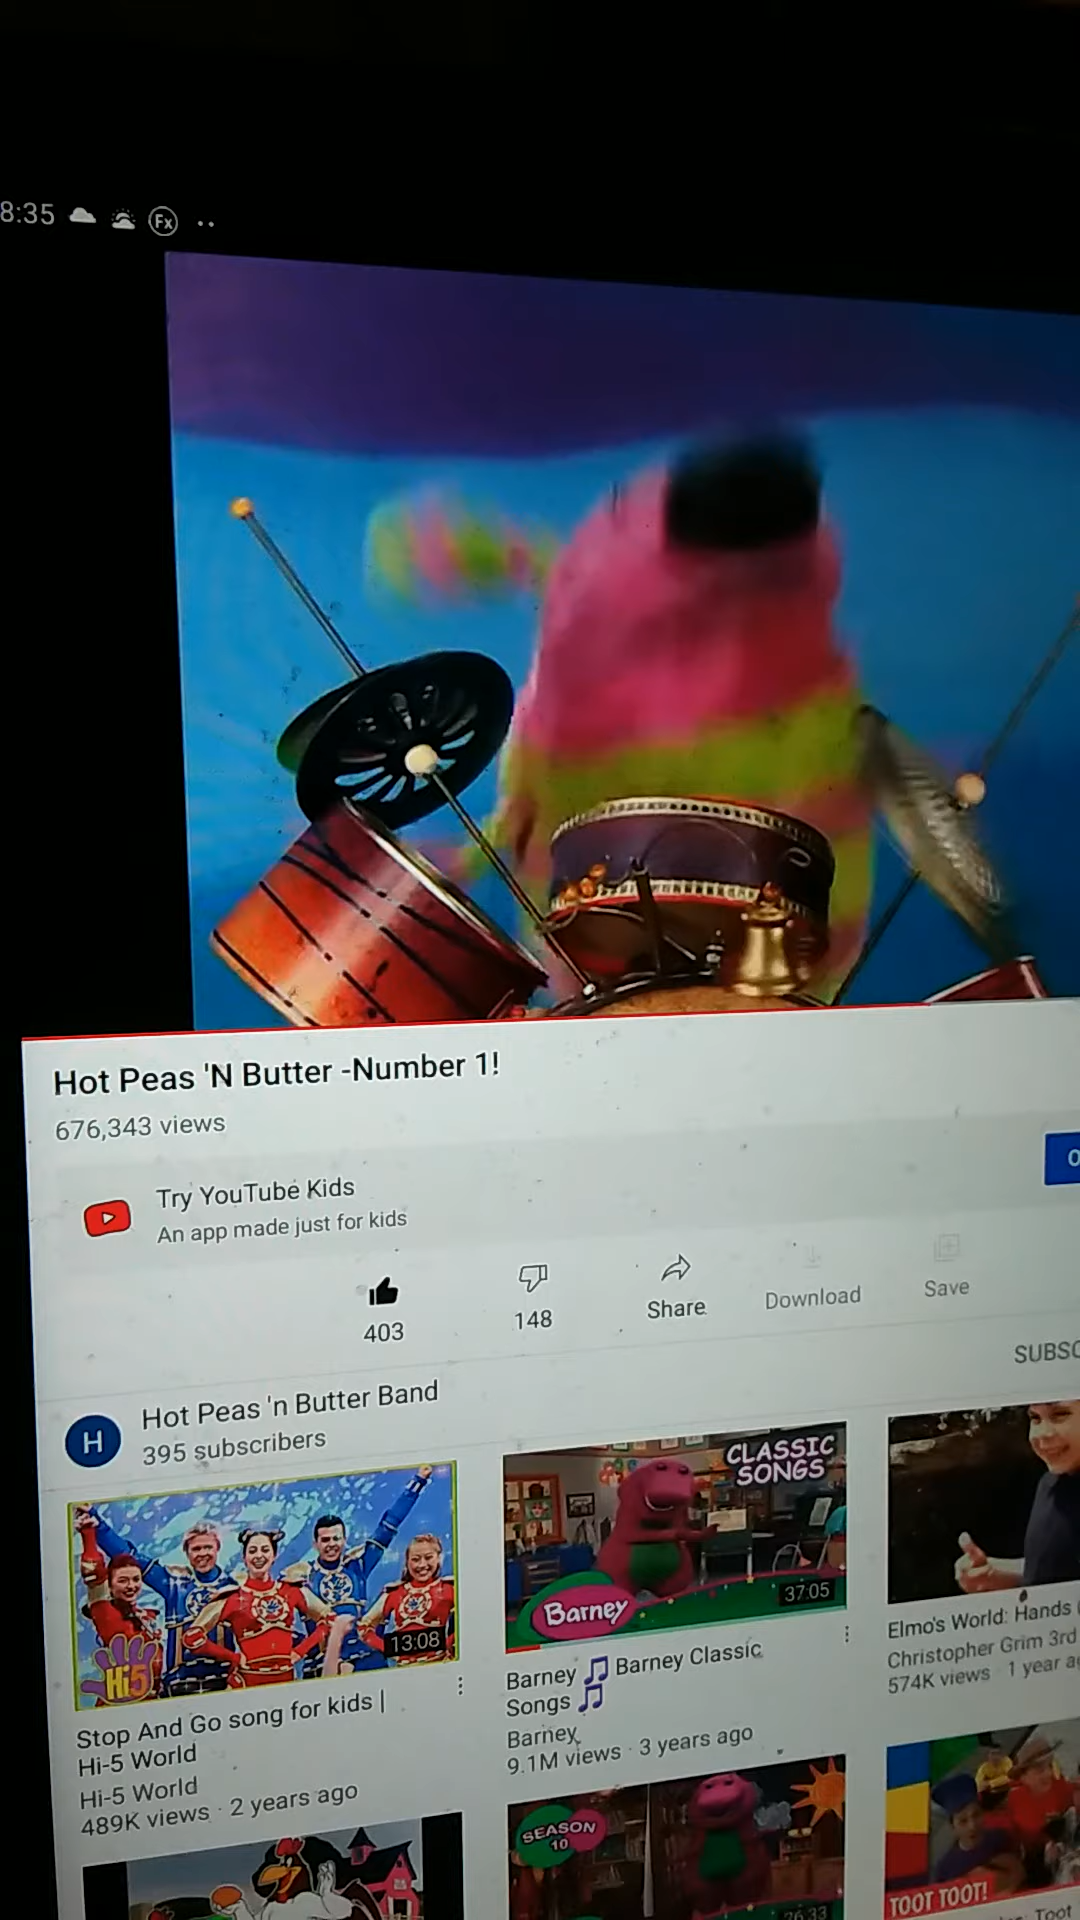 8:35
Fx
Hot Peas 'N Butter -Number 1!
676,343 views
Try YouTube Kids
An app made just for kids
403
148
Share
Download
Save
SUBSC
Hot Peas 'n Butter Band
395 subscribers
H
Hi5
13:08
Stop And Go song for kids |
Hi-5 World
Hi-5 World
489K views · 2 years ago
CLASSIC
SONGS
Barney
37:05
Barney 🎵 Barney Classic
Songs 🎵
Barney
9.1M views · 3 years ago
Elmo's World: Hands
Christopher Grim 3rd
574K views · 1 year a
SEASON
10
26:33
TOOT TOOT!
Toot